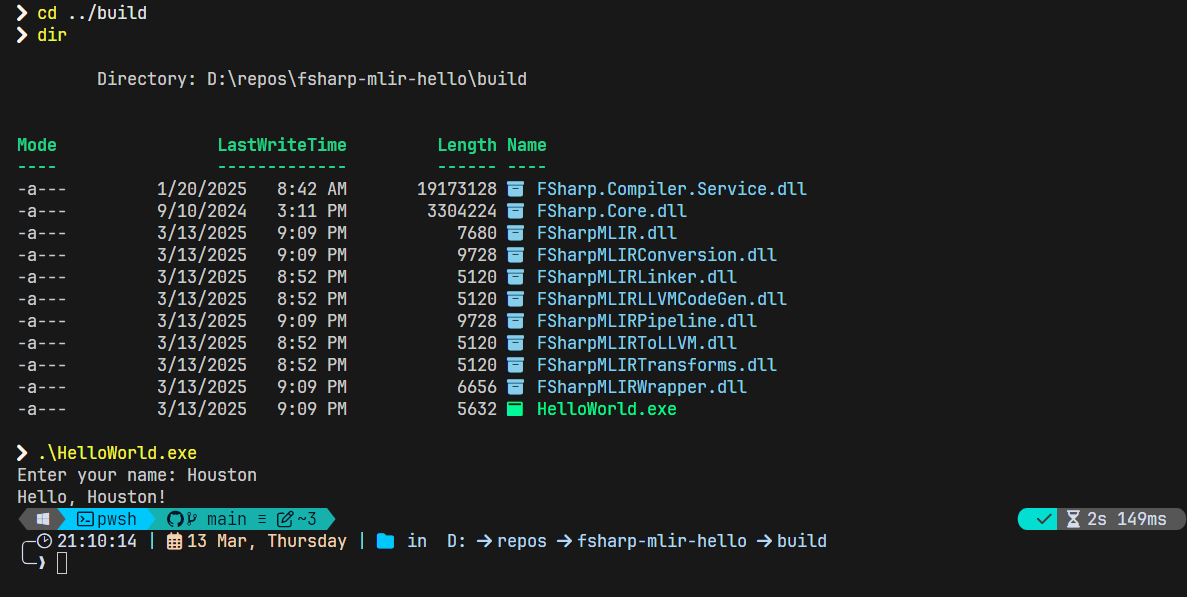 ❯ cd ../build
❯ dir
Directory: D:\repos\fsharp-mlir-hello\build
Mode LastWriteTime Length Name
---- ------------- ------ ----
-a--- 1/20/2025 8:42 AM 19173128 FSharp.Compiler.Service.dll
-a--- 9/10/2024 3:11 PM 3304224 FSharp.Core.dll
-a--- 3/13/2025 9:09 PM 7680 FSharpMLIR.dll
-a--- 3/13/2025 9:09 PM 9728 FSharpMLIRConversion.dll
-a--- 3/13/2025 8:52 PM 5120 FSharpMLIRLinker.dll
-a--- 3/13/2025 8:52 PM 5120 FSharpMLIRLLVMCodeGen.dll
-a--- 3/13/2025 9:09 PM 9728 FSharpMLIRPipeline.dll
-a--- 3/13/2025 8:52 PM 5120 FSharpMLIRToLLVM.dll
-a--- 3/13/2025 8:52 PM 5120 FSharpMLIRTransforms.dll
-a--- 3/13/2025 9:09 PM 6656 FSharpMLIRWrapper.dll
-a--- 3/13/2025 9:09 PM 5632 HelloWorld.exe
❯ .\HelloWorld.exe
Enter your name: Houston
Hello, Houston!
pwsh main ≡ ~3 ✓ 2s 149ms
21:10:14 | 13 Mar, Thursday | in D: → repos → fsharp-mlir-hello → build